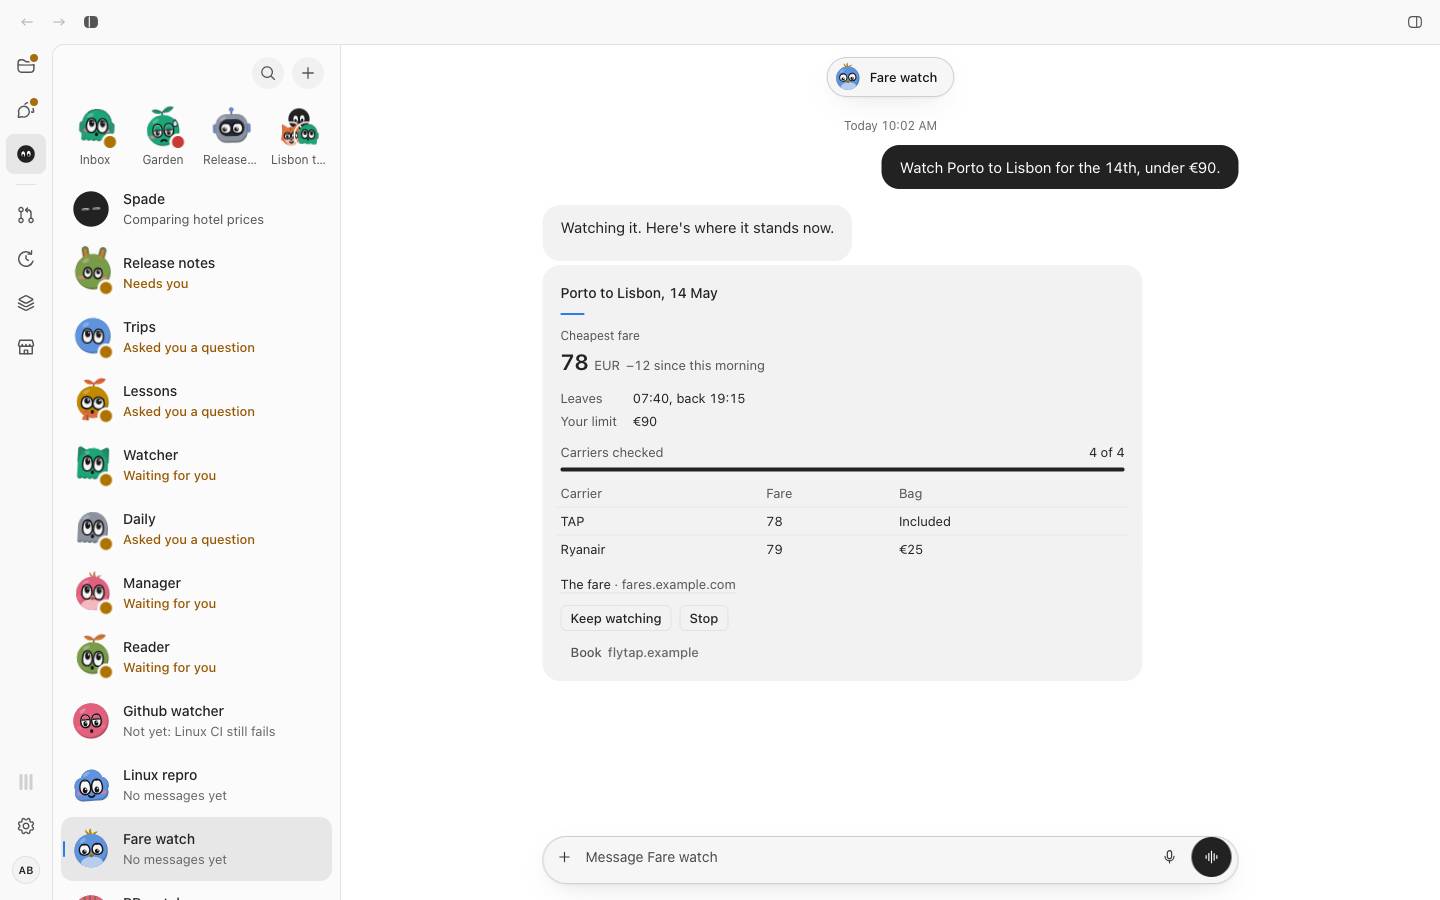 Inbox
Garden
Release...
Lisbon t...
Spade
Comparing hotel prices
Release notes
Needs you
Trips
Asked you a question
Lessons
Asked you a question
Watcher
Waiting for you
Daily
Asked you a question
Manager
Waiting for you
Reader
Waiting for you
Github watcher
Not yet: Linux CI still fails
Linux repro
No messages yet
Fare watch
No messages yet
AB
Fare watch
Today 10:02 AM
Watch Porto to Lisbon for the 14th, under €90.
Watching it. Here's where it stands now.
Porto to Lisbon, 14 May
Cheapest fare
78 EUR −12 since this morning
Leaves 07:40, back 19:15
Your limit €90
Carriers checked 4 of 4
Carrier Fare Bag
TAP 78 Included
Ryanair 79 €25
The fare · fares.example.com
Keep watching Stop
Book flytap.example
Message Fare watch